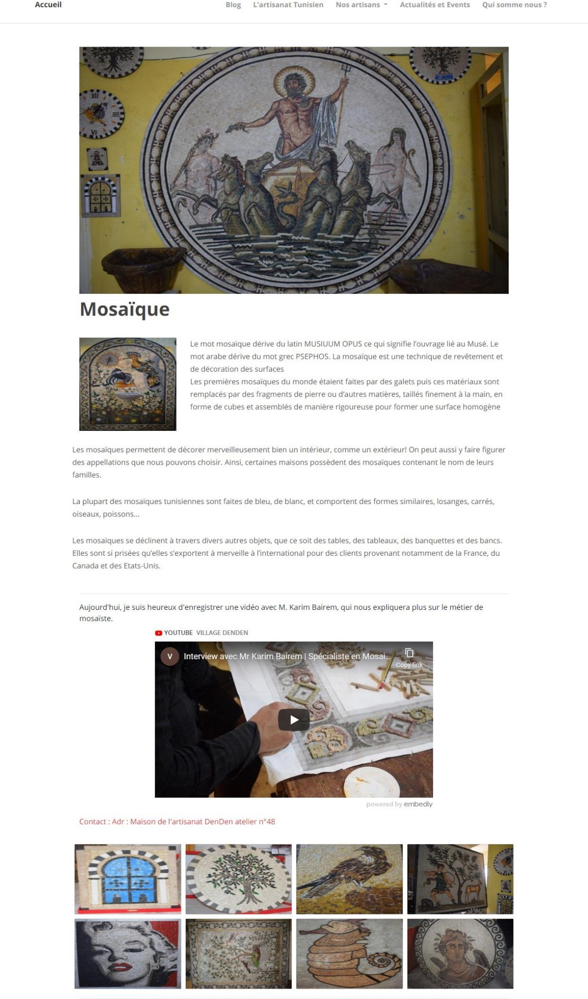 Accueil
Blog L'artisanat Tunisien Nos artisans Actualités et Events Qui somme nous ?
XII
III
VI
Mosaïque
Le mot mosaïque dérive du latin MUSIUUM OPUS ce qui signifie l’ouvrage lié au Musé. Le
mot arabe dérive du mot grec PSEPHOS. La mosaïque est une technique de revêtement et
de décoration des surfaces
Les premières mosaïques du monde étaient faites par des galets puis ces matériaux sont
remplacés par des fragments de pierre ou d’autres matières, taillés finement à la main, en
forme de cubes et assemblés de manière rigoureuse pour former une surface homogène
Les mosaïques permettent de décorer merveilleusement bien un intérieur, comme un extérieur! On peut aussi y faire figurer
des appellations que nous pouvons choisir. Ainsi, certaines maisons possèdent des mosaïques contenant le nom de leurs
familles.
La plupart des mosaïques tunisiennes sont faites de bleu, de blanc, et comportent des formes similaires, losanges, carrés,
oiseaux, poissons...
Les mosaïques se déclinent à travers divers autres objets, que ce soit des tables, des tableaux, des banquettes et des bancs.
Elles sont si prisées qu’elles s’exportent à merveille à l’international pour des clients provenant notamment de la France, du
Canada et des Etats-Unis.
Aujourd'hui, je suis heureux d'enregistrer une vidéo avec M. Karim Bairem, qui nous expliquera plus sur le métier de
mosaïste.
YOUTUBE VILLAGE DENDEN
V Interview avec Mr Karim Bairem | Spécialiste en Mosai...
Copy link
powered by embedly
Contact : Adr : Maison de l'artisanat DenDen atelier n°48